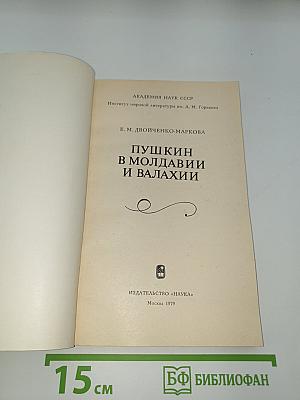 АКАДЕМИЯ НАУК СССР
Институт мировой литературы им. А. М. Горького
Е. М. ДВОЙЧЕНКО-МАРКОВА
ПУШКИН
В МОЛДАВИИ
И ВАЛАХИИ
ИЗДАТЕЛЬСТВО «НАУКА»
Москва 1979
15 см
БФ БИБЛИОФАН